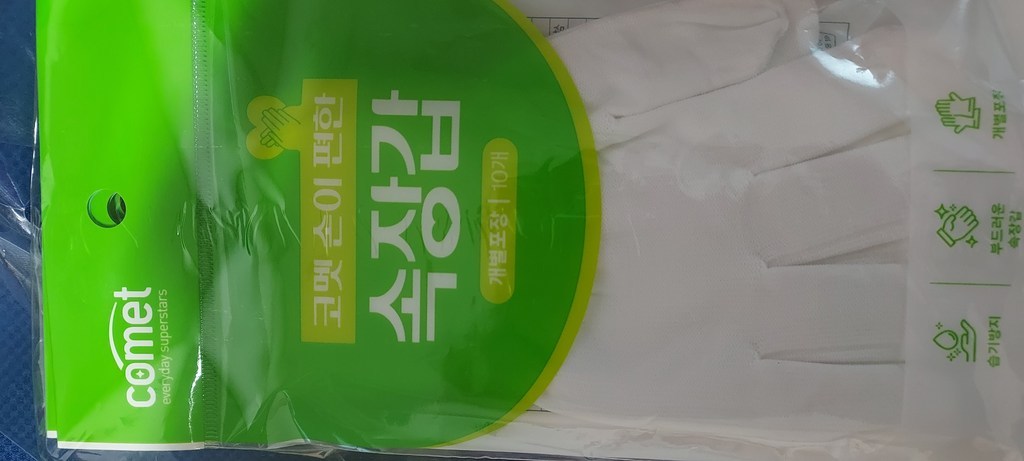 comet
everyday superstars
코멧 손이 편한
속장갑
개별포장 | 10개
습기방지
부드러운
속장갑
개별포장